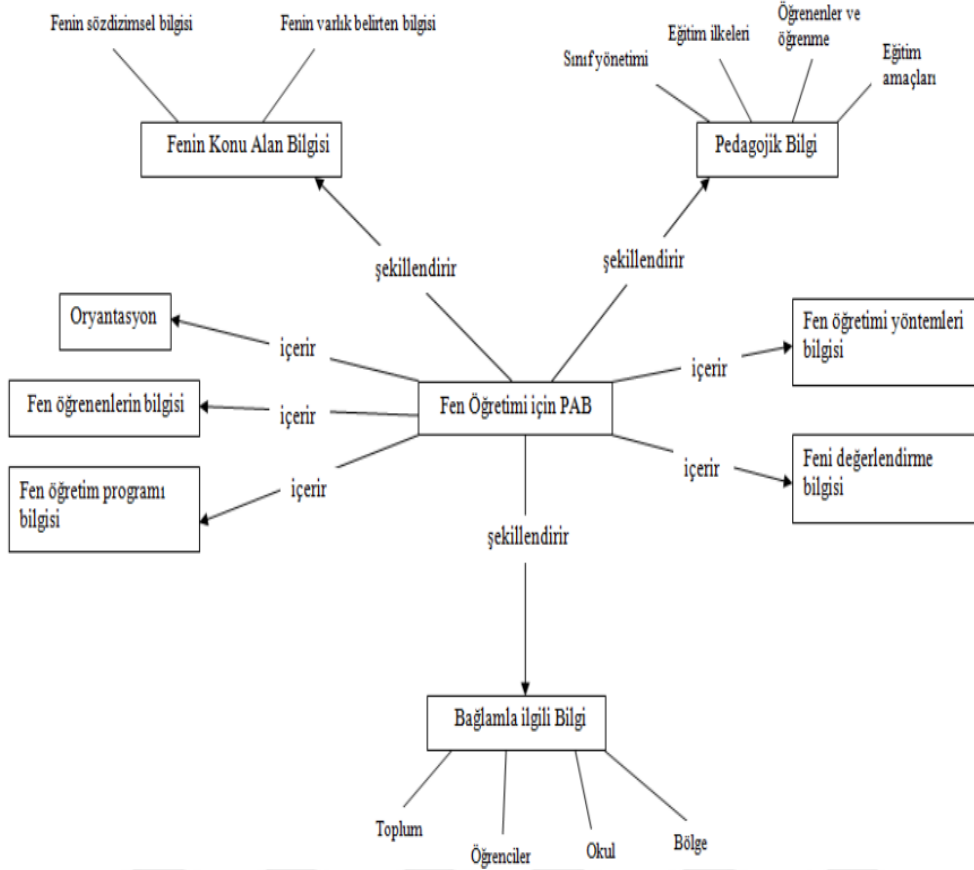 Fenin sözdizimsel bilgisi
Fenin varlık belirten bilgisi
Fenin Konu Alan Bilgisi
Sınıf yönetimi
Eğitim ilkeleri
Öğrenenler ve
öğrenme
Eğitim
amaçları
Pedagojik Bilgi
şekillendirir
şekillendirir
Oryantasyon
içerir
Fen öğrenenlerin bilgisi
içerir
Fen öğretim programı
bilgisi
içerir
Fen Öğretimi için PAB
içerir
Fen öğretimi yöntemleri
bilgisi
içerir
Feni değerlendirme
bilgisi
şekillendirir
Bağlamla ilgili Bilgi
Toplum
Öğrenciler
Okul
Bölge